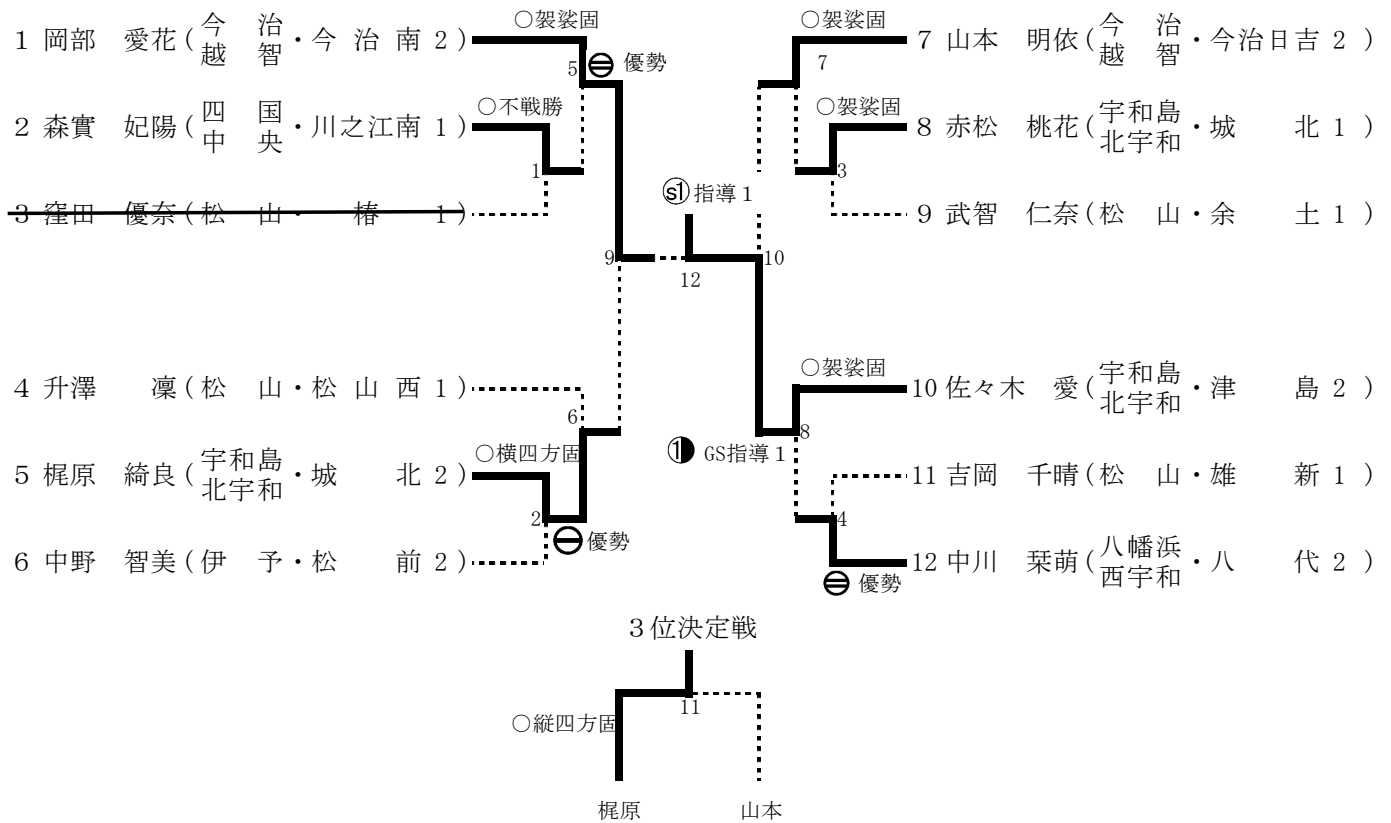 1 岡部 愛花(今治越智・今治南 2)
○袈裟固
5
優勢
2 森實 妃陽(四国中央・川之江南 1)
○不戦勝
1
3 窪田 優奈(松山・椿 1)
9
4 升澤 凜(松山・松山西 1)
6
5 梶原 綺良(宇和島北宇和・城北 2)
○横四方固
2
優勢
6 中野 智美(伊予・松前 2)
s1 指導1
12
① GS指導1
○袈裟固
7 山本 明依(今治越智・今治日吉 2)
7
○袈裟固
8 赤松 桃花(宇和島北宇和・城北 1)
3
9 武智 仁奈(松山・余土 1)
10
○袈裟固
10 佐々木 愛(宇和島北宇和・津島 2)
8
11 吉岡 千晴(松山・雄新 1)
4
12 中川 栞萌(八幡浜西宇和・八代 2)
優勢
3位決定戦
11
○縦四方固
梶原 山本